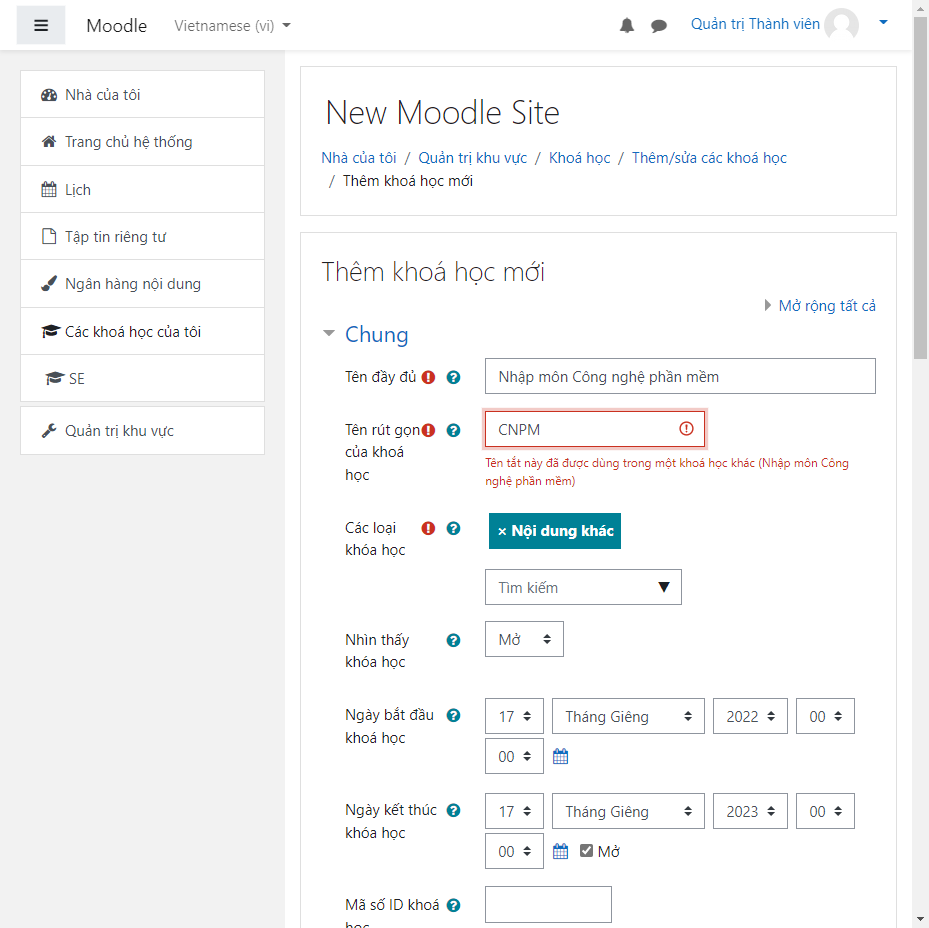 Moodle
Vietnamese (vi)
Quản trị Thành viên
Nhà của tôi
Trang chủ hệ thống
Lịch
Tập tin riêng tư
Ngân hàng nội dung
Các khoá học của tôi
SE
Quản trị khu vực
New Moodle Site
Nhà của tôi / Quản trị khu vực / Khoá học / Thêm/sửa các khoá học
/ Thêm khoá học mới
Thêm khoá học mới
Mở rộng tất cả
Chung
Tên đầy đủ
Nhập môn Công nghệ phần mềm
Tên rút gọn
của khoá
học
CNPM
Tên tắt này đã được dùng trong một khoá học khác (Nhập môn Công
nghệ phần mềm)
Các loại
khóa học
× Nội dung khác
Tìm kiếm
Nhìn thấy
khóa học
Mở
Ngày bắt đầu
khoá học
17 Tháng Giêng 2022 00
00
Ngày kết thúc
khóa học
17 Tháng Giêng 2023 00
00 Mở
Mã số ID khoá
học